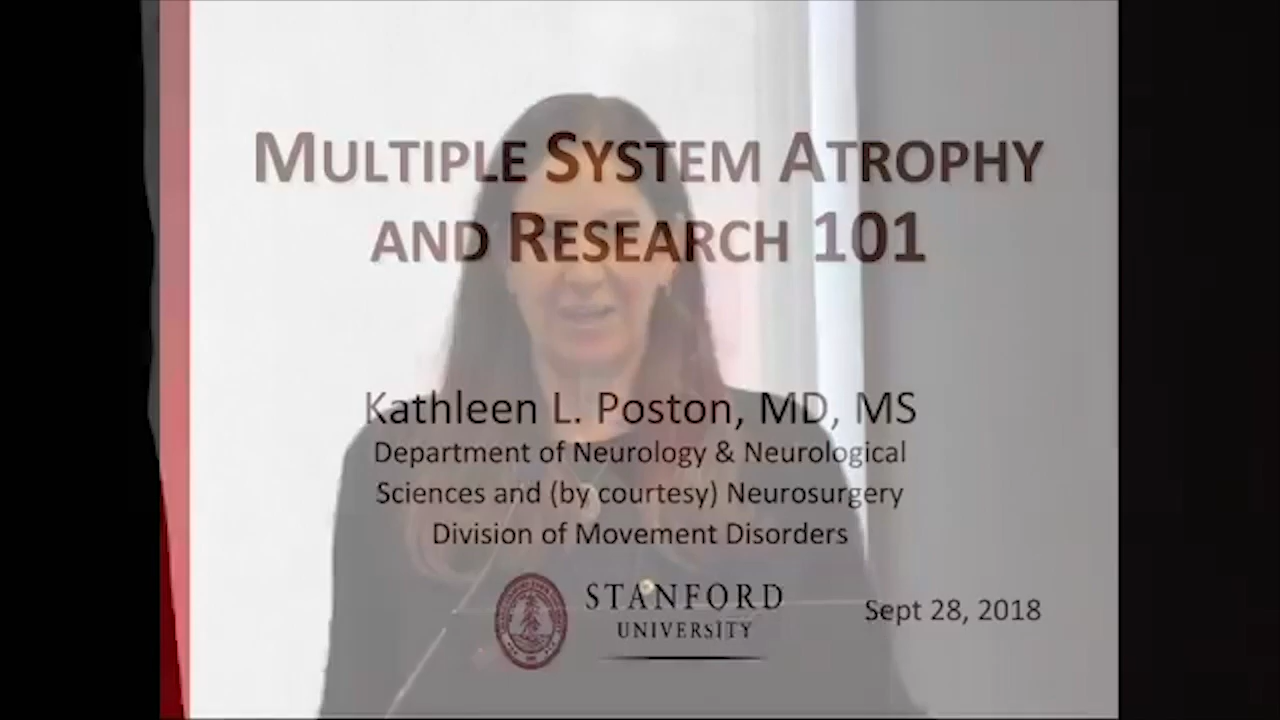 MULTIPLE SYSTEM ATROPHY
AND RESEARCH 101
Kathleen L. Poston, MD, MS
Department of Neurology & Neurological
Sciences and (by courtesy) Neurosurgery
Division of Movement Disorders
STANFORD
UNIVERSITY
Sept 28, 2018